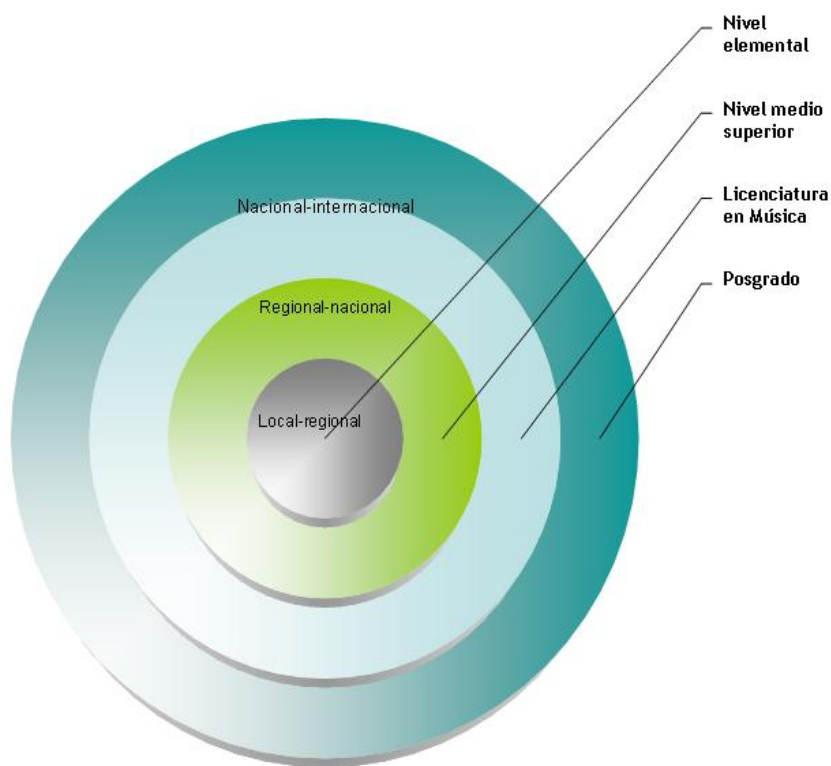 Nivel
elemental
Nivel medio
superior
Licenciatura
en Música
Posgrado
Nacional-internacional
Regional-nacional
Local-regional